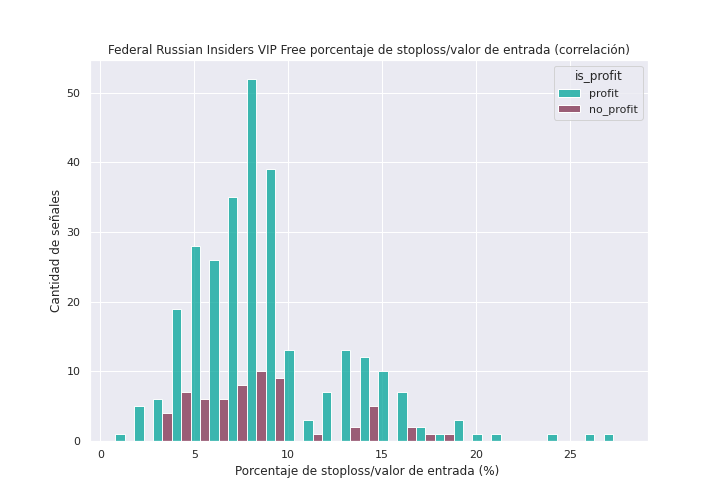 Federal Russian Insiders VIP Free porcentaje de stoploss/valor de entrada (correlación)
is_profit
profit
no_profit
50
40
30
20
10
0
Cantidad de señales
0 5 10 15 20 25
Porcentaje de stoploss/valor de entrada (%)